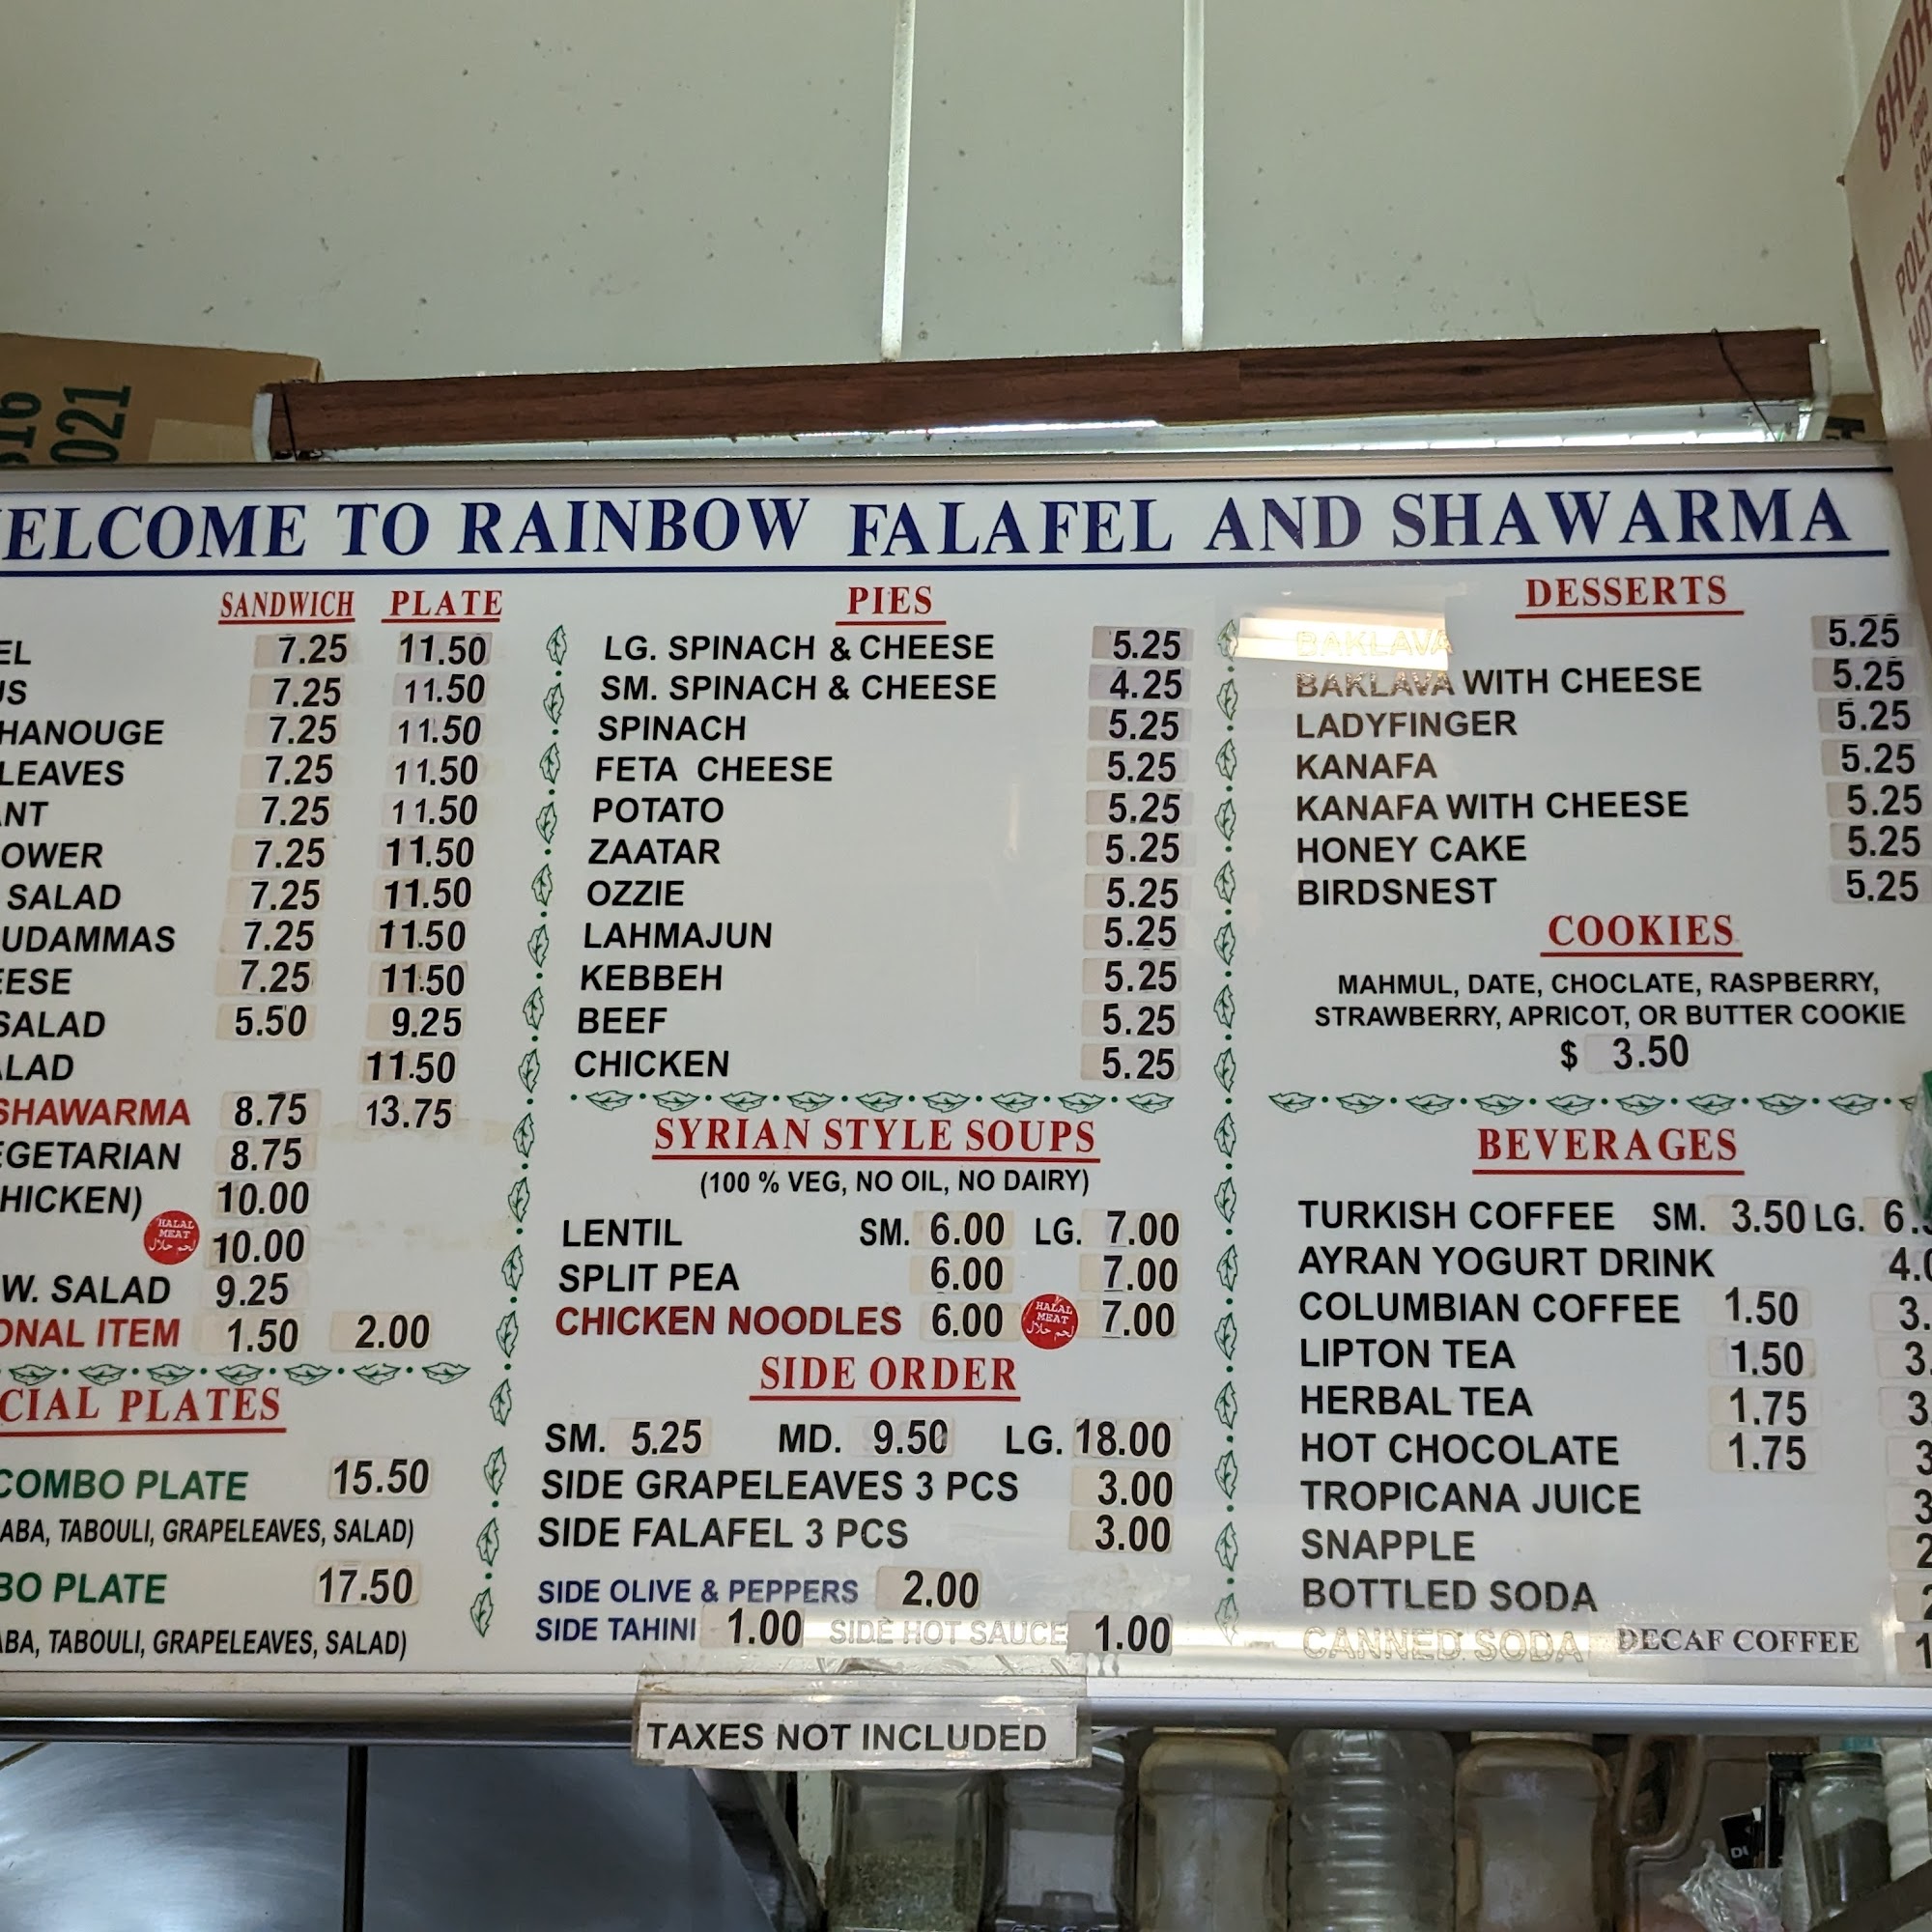 021
WELCOME TO RAINBOW FALAFEL AND SHAWARMA
SANDWICH PLATE
EL 7.25 11.50
US 7.25 11.50
HANOUGE 7.25 11.50
LEAVES 7.25 11.50
ANT 7.25 11.50
OWER 7.25 11.50
SALAD 7.25 11.50
UDAMMAS 7.25 11.50
EESE 7.25 11.50
SALAD 5.50 9.25
ALAD 11.50
SHAWARMA 8.75 13.75
EGETARIAN 8.75
HICKEN) 10.00
HALAL MEAT لحم حلال 10.00
W. SALAD 9.25
ONAL ITEM 1.50 2.00
CIAL PLATES
COMBO PLATE 15.50
ABA, TABOULI, GRAPELEAVES, SALAD)
BO PLATE 17.50
ABA, TABOULI, GRAPELEAVES, SALAD)
PIES
LG. SPINACH & CHEESE 5.25
SM. SPINACH & CHEESE 4.25
SPINACH 5.25
FETA CHEESE 5.25
POTATO 5.25
ZAATAR 5.25
OZZIE 5.25
LAHMAJUN 5.25
KEBBEH 5.25
BEEF 5.25
CHICKEN 5.25
SYRIAN STYLE SOUPS
(100 % VEG, NO OIL, NO DAIRY)
LENTIL SM. 6.00 LG. 7.00
SPLIT PEA 6.00 7.00
CHICKEN NOODLES 6.00 HALAL MEAT لحم حلال 7.00
SIDE ORDER
SM. 5.25 MD. 9.50 LG. 18.00
SIDE GRAPELEAVES 3 PCS 3.00
SIDE FALAFEL 3 PCS 3.00
SIDE OLIVE & PEPPERS 2.00
SIDE TAHINI 1.00 SIDE HOT SAUCE 1.00
DESSERTS
BAKLAVA 5.25
BAKLAVA WITH CHEESE 5.25
LADYFINGER 5.25
KANAFA 5.25
KANAFA WITH CHEESE 5.25
HONEY CAKE 5.25
BIRDSNEST 5.25
COOKIES
MAHMUL, DATE, CHOCLATE, RASPBERRY,
STRAWBERRY, APRICOT, OR BUTTER COOKIE
$ 3.50
BEVERAGES
TURKISH COFFEE SM. 3.50 LG. 6.
AYRAN YOGURT DRINK 4.0
COLUMBIAN COFFEE 1.50 3.
LIPTON TEA 1.50 3.
HERBAL TEA 1.75 3.
HOT CHOCOLATE 1.75 3
TROPICANA JUICE 3
SNAPPLE 2
BOTTLED SODA 2
CANNED SODA DECAF COFFEE 1
TAXES NOT INCLUDED